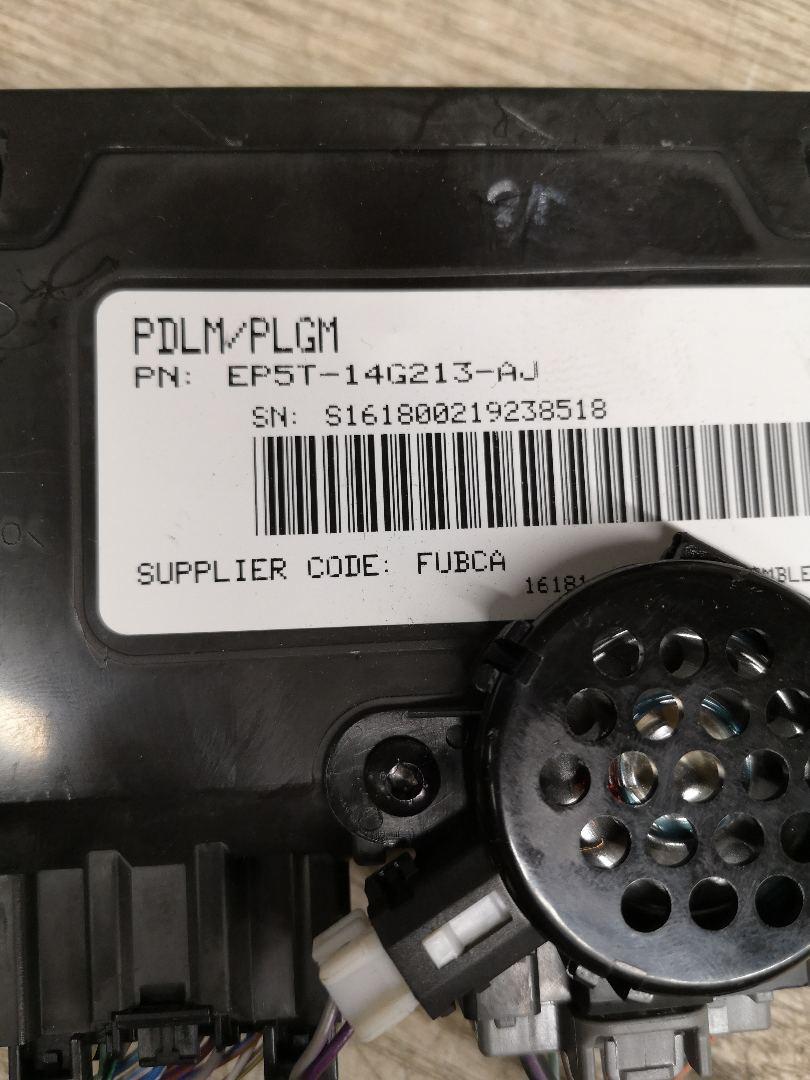 PDLM/PLGM
PN: EP5T-14G213-AJ
SN: S161800219238518
SUPPLIER CODE: FUBCA